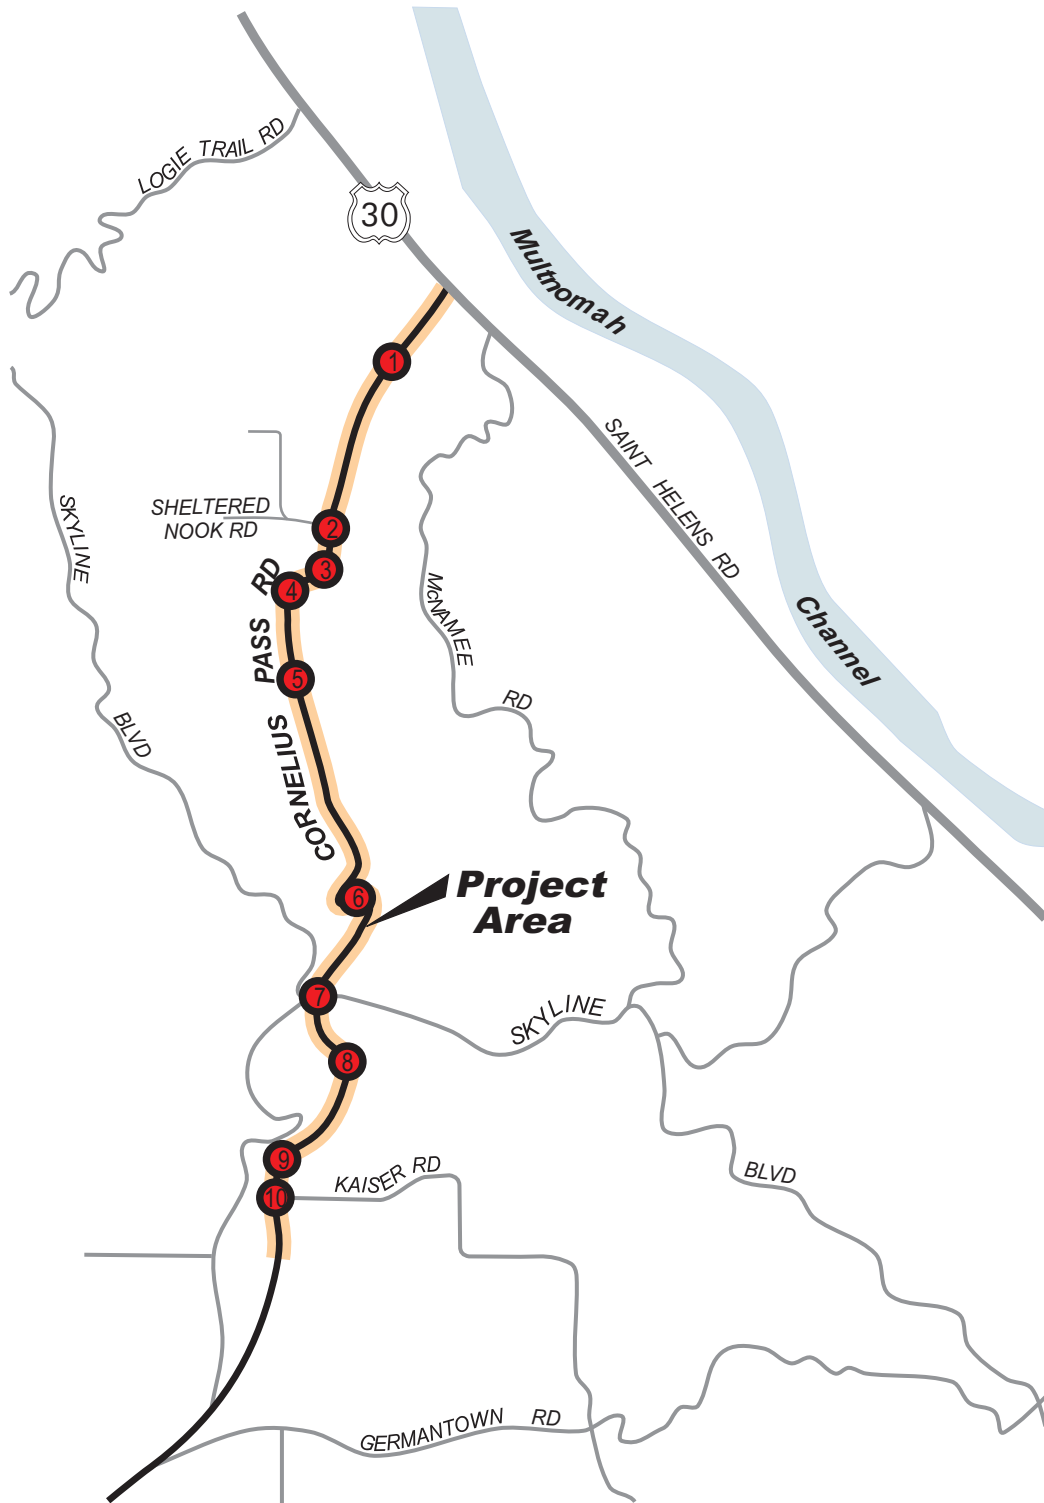 LOGIE TRAIL RD
30
Multnomah
1
SAINT HELENS RD
SKYLINE
SHELTERED
NOOK RD
2
3
RD
4
McNAMEE
PASS
Channel
5
RD
BLVD
CORNELIUS
6
Project
Area
7
SKYLINE
8
9
KAISER RD
BLVD
10
GERMANTOWN RD